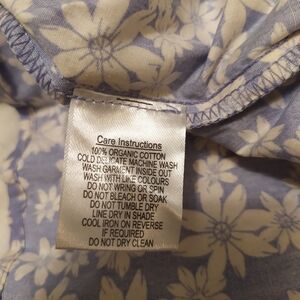 Care Instructions
100% ORGANIC COTTON
COLD DELICATE MACHINE WASH
WASH GARMENT INSIDE OUT
WASH WITH LIKE COLOURS
DO NOT WRING OR SPIN
DO NOT BLEACH OR SOAK
DO NOT TUMBLE DRY
LINE DRY IN SHADE
COOL IRON ON REVERSE
IF REQUIRED
DO NOT DRY CLEAN